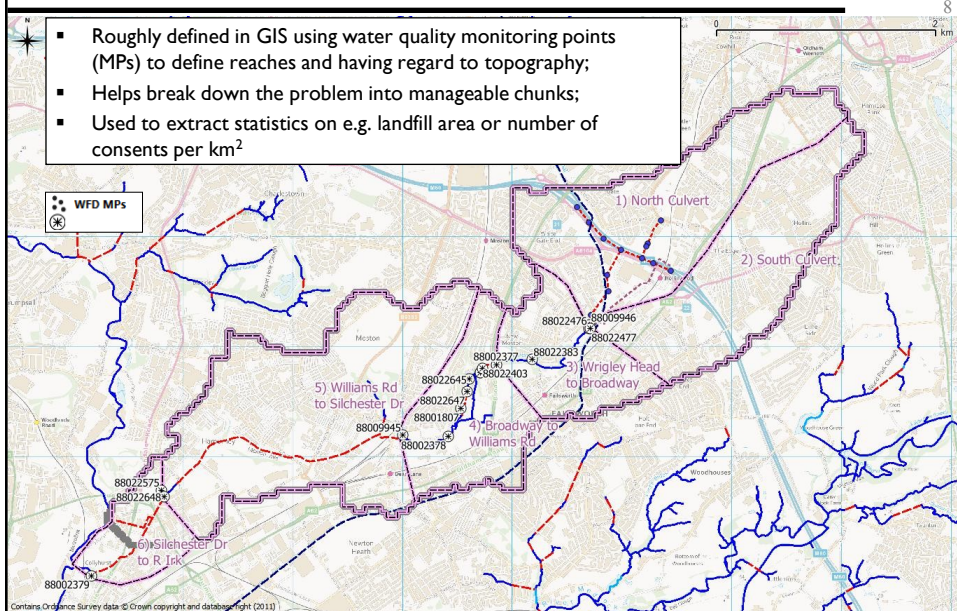 8
▪ Roughly defined in GIS using water quality monitoring points
(MPs) to define reaches and having regard to topography;
▪ Helps break down the problem into manageable chunks;
▪ Used to extract statistics on e.g. landfill area or number of
consents per km²
N
0 2
km
WFD MPs
Charlestown
1) North Culvert
2) South Culvert
Moston
88022476 88009946
88022477
88002377
88022383
88022403
3) Wrigley Head
to Broadway
88022645
5) Williams Rd
to Silchester Dr
88022647
88001807
Failsworth
4) Broadway to
Williams Rd
88009945
88002378
Woodhouses
88022575
88022648
6) Silchester Dr
to R Irk
Collyhurst
Newton
Heath
88002379
Contains Ordnance Survey data © Crown copyright and database right (2011)